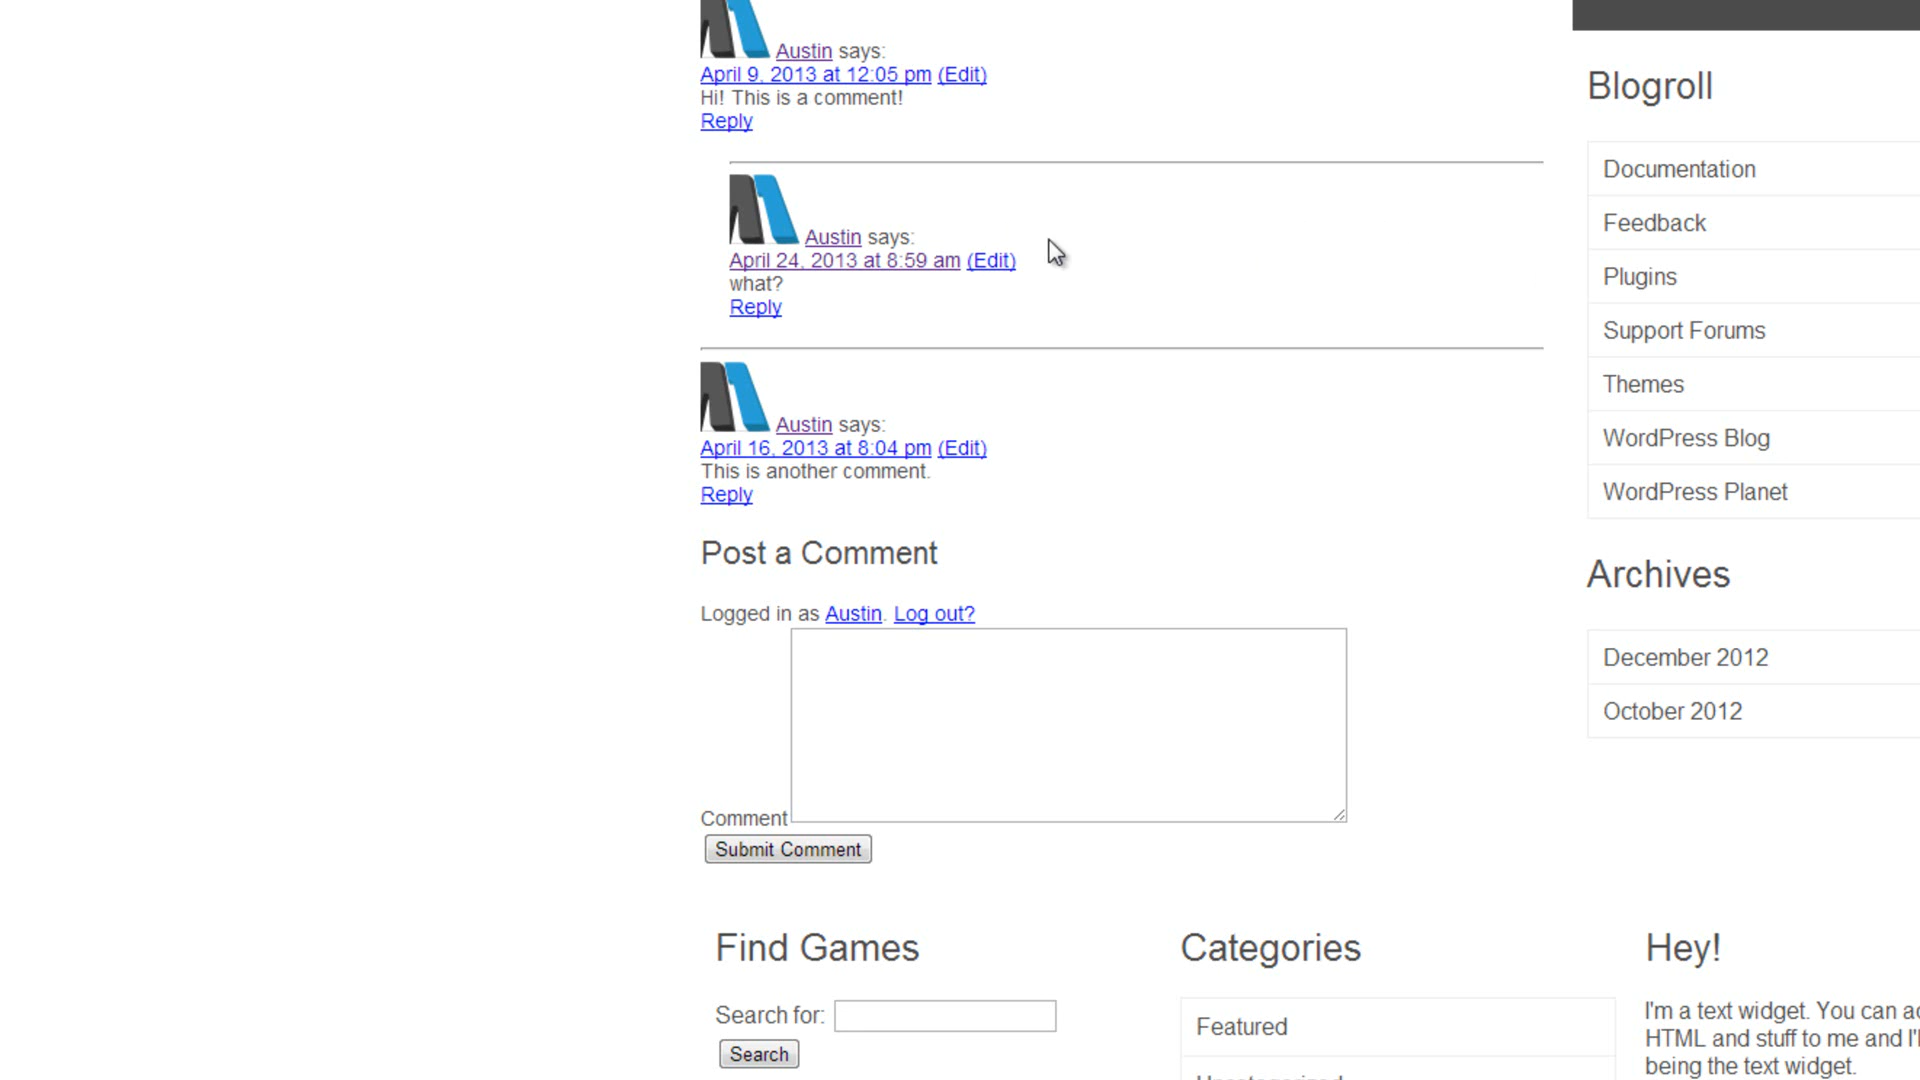 Austin says:
April 9, 2013 at 12:05 pm (Edit)
Hi! This is a comment!
Reply
Austin says:
April 24, 2013 at 8:59 am (Edit)
what?
Reply
Austin says:
April 16, 2013 at 8:04 pm (Edit)
This is another comment.
Reply
Post a Comment
Logged in as Austin. Log out?
Comment
Submit Comment
Blogroll
Documentation
Feedback
Plugins
Support Forums
Themes
WordPress Blog
WordPress Planet
Archives
December 2012
October 2012
Find Games
Search for:
Search
Categories
Featured
Hey!
I'm a text widget. You can
HTML and stuff to me and
being the text widget.